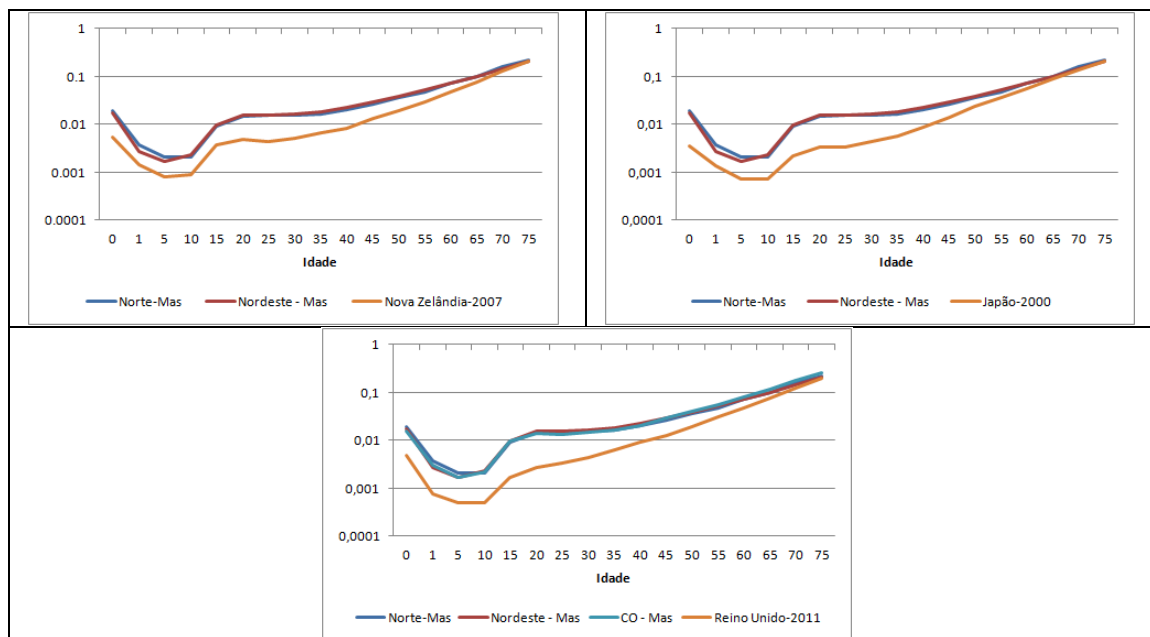 1
0.1
0.01
0.001
0.0001
0 1 5 10 15 20 25 30 35 40 45 50 55 60 65 70 75
Idade
Norte-Mas Nordeste - Mas Nova Zelândia-2007
1
0,1
0,01
0,001
0,0001
0 1 5 10 15 20 25 30 35 40 45 50 55 60 65 70 75
Idade
Norte-Mas Nordeste - Mas Japão-2000
1
0,1
0,01
0,001
0,0001
0 1 5 10 15 20 25 30 35 40 45 50 55 60 65 70 75
Idade
Norte-Mas Nordeste - Mas CO - Mas Reino Unido-2011